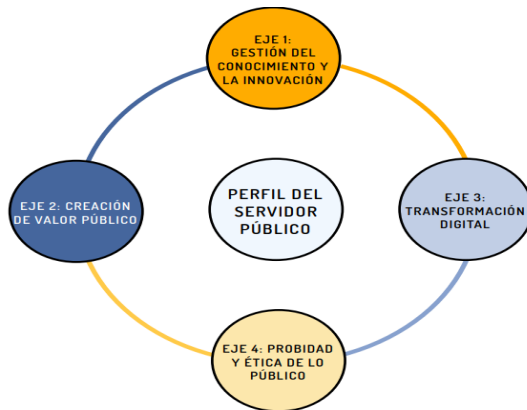 EJE 1:
GESTIÓN DEL
CONOCIMIENTO Y
LA INNOVACIÓN
EJE 2: CREACIÓN
DE VALOR PÚBLICO
PERFIL DEL
SERVIDOR
PÚBLICO
EJE 3:
TRANSFORMACIÓN
DIGITAL
EJE 4: PROBIDAD
Y ÉTICA DE LO
PÚBLICO